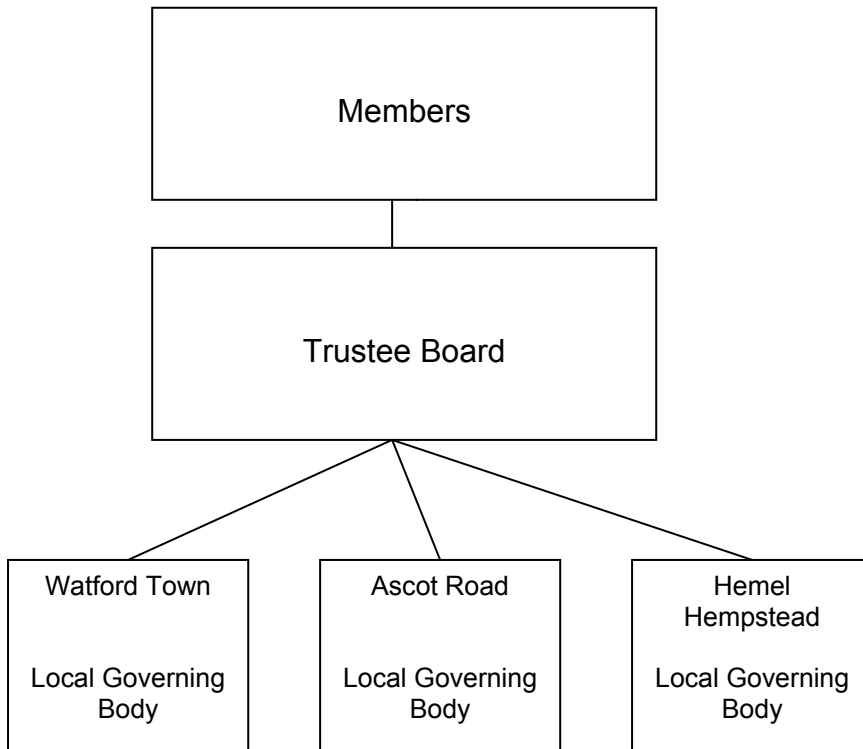 Members
Trustee Board
Watford Town
Local Governing
Body
Ascot Road
Local Governing
Body
Hemel
Hempstead
Local Governing
Body